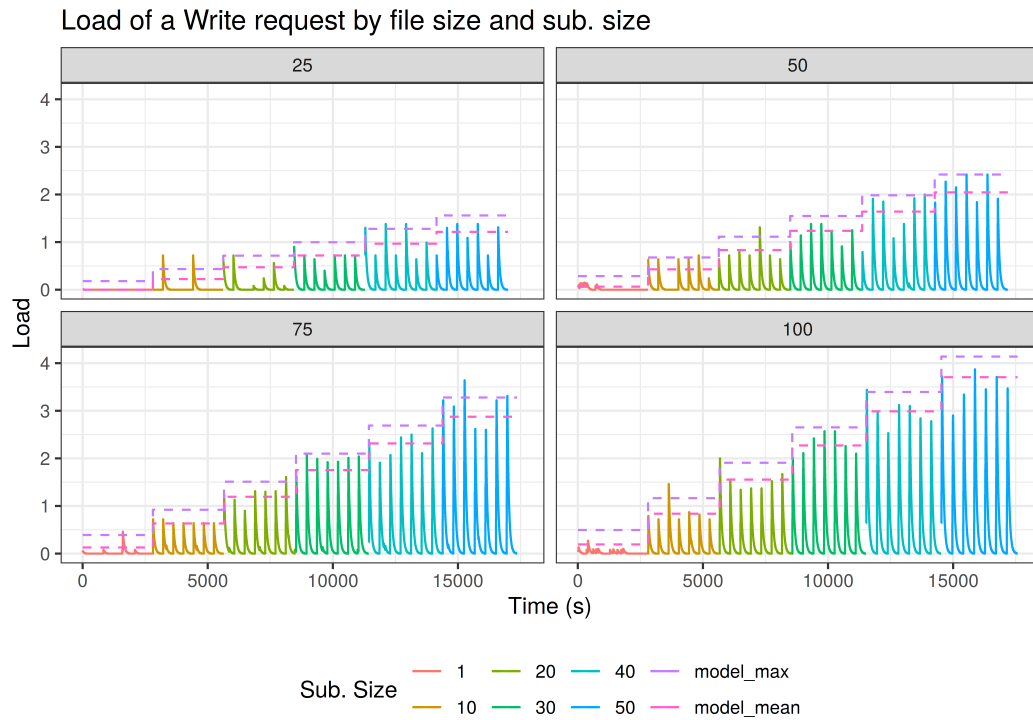 Load of a Write request by file size and sub. size
25 50
4
3
2
1
0
Load
75 100
4
3
2
1
0
0 5000 10000 15000 0 5000 10000 15000
Time (s)
Sub. Size
1 20 40 model_max
10 30 50 model_mean